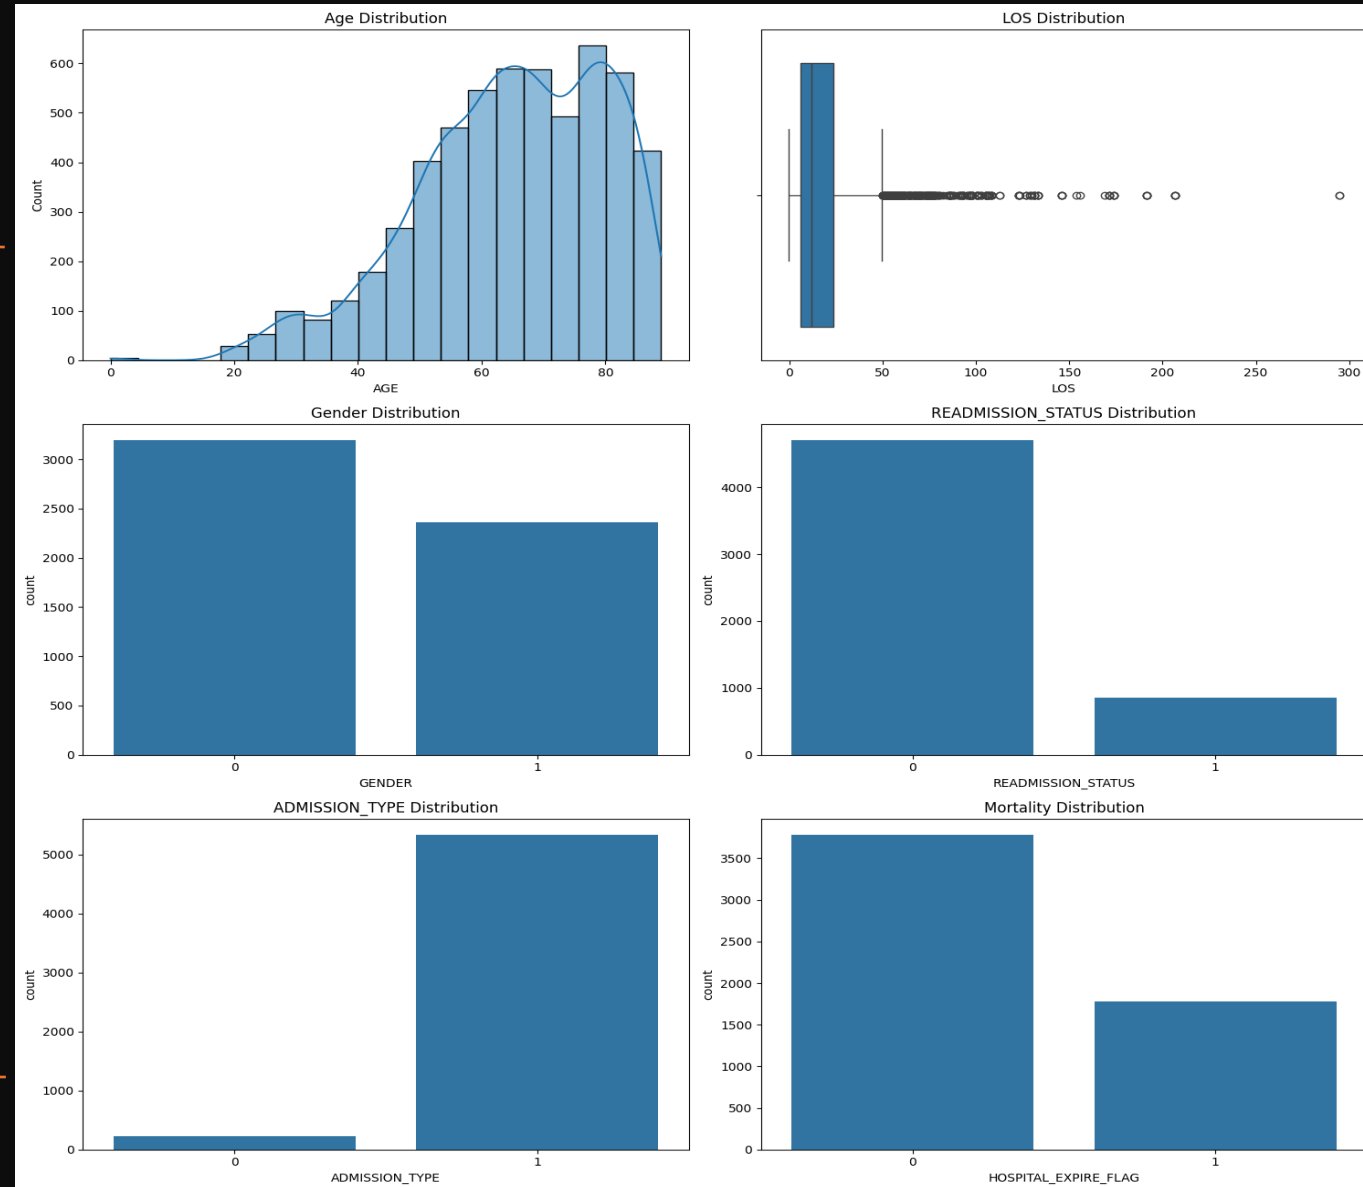 Age Distribution
Count
600
500
400
300
200
100
0
0 20 40 60 80
AGE
LOS Distribution
0 50 100 150 200 250 300
LOS
Gender Distribution
count
3000
2500
2000
1500
1000
500
0
0 1
GENDER
READMISSION_STATUS Distribution
count
4000
3000
2000
1000
0
0 1
READMISSION_STATUS
ADMISSION_TYPE Distribution
count
5000
4000
3000
2000
1000
0
0 1
ADMISSION_TYPE
Mortality Distribution
count
3500
3000
2500
2000
1500
1000
500
0
0 1
HOSPITAL_EXPIRE_FLAG